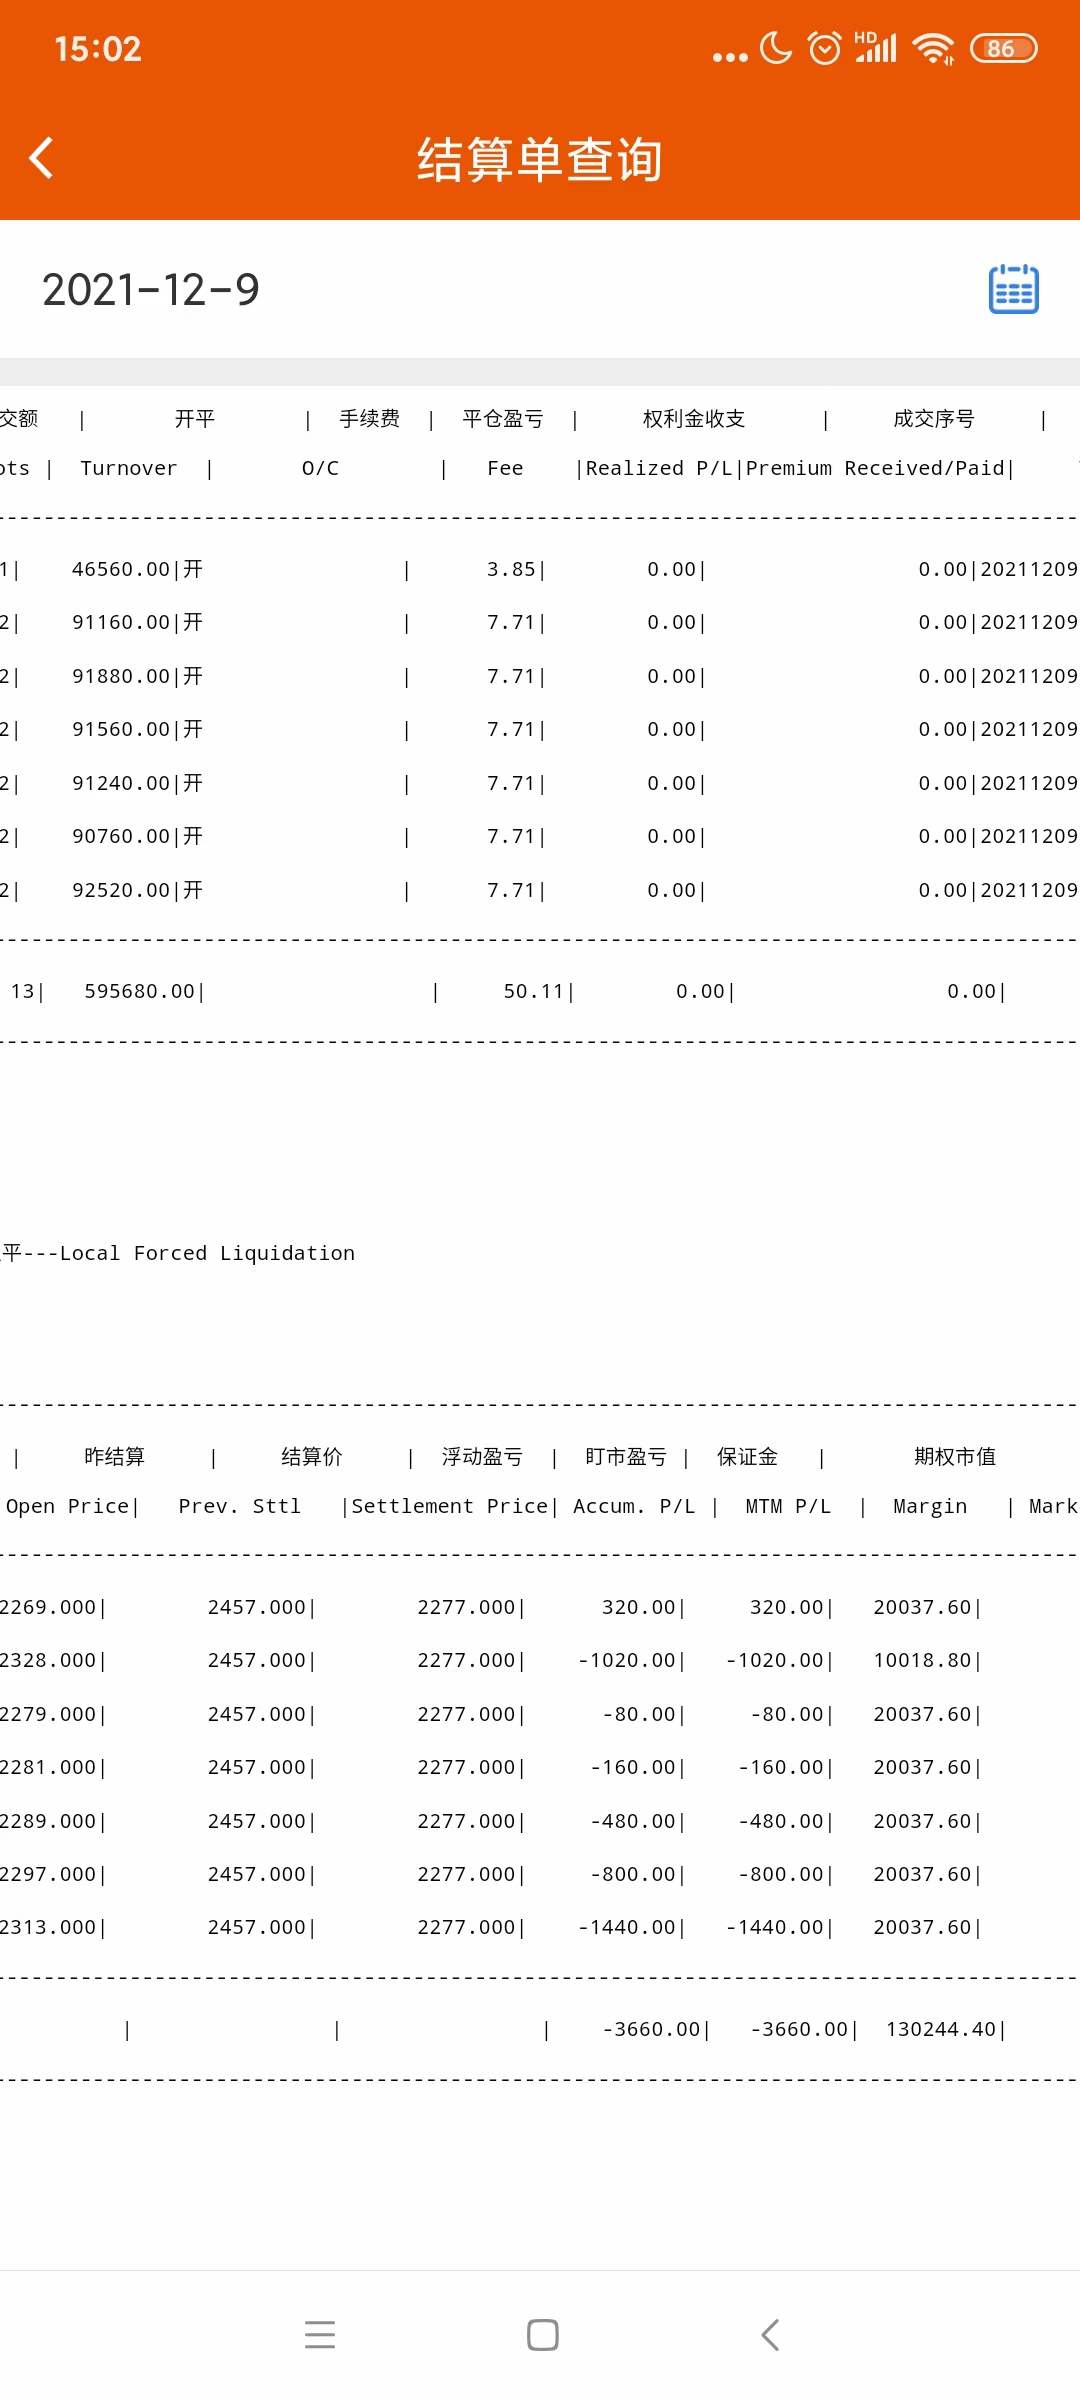 15:02
HD
86
结算单查询
2021-12-9
交额 | 开平 | 手续费 | 平仓盈亏 | 权利金收支 | 成交序号 |
ots | Turnover | O/C | Fee |Realized P/L|Premium Received/Paid|
1| 46560.00|开 | 3.85| 0.00| 0.00|20211209
2| 91160.00|开 | 7.71| 0.00| 0.00|20211209
2| 91880.00|开 | 7.71| 0.00| 0.00|20211209
2| 91560.00|开 | 7.71| 0.00| 0.00|20211209
2| 91240.00|开 | 7.71| 0.00| 0.00|20211209
2| 90760.00|开 | 7.71| 0.00| 0.00|20211209
2| 92520.00|开 | 7.71| 0.00| 0.00|20211209
13| 595680.00| | 50.11| 0.00| 0.00|
平---Local Forced Liquidation
| 昨结算 | 结算价 | 浮动盈亏 | 盯市盈亏 | 保证金 | 期权市值
Open Price| Prev. Sttl |Settlement Price| Accum. P/L | MTM P/L | Margin | Mark
2269.000| 2457.000| 2277.000| 320.00| 320.00| 20037.60|
2328.000| 2457.000| 2277.000| -1020.00| -1020.00| 10018.80|
2279.000| 2457.000| 2277.000| -80.00| -80.00| 20037.60|
2281.000| 2457.000| 2277.000| -160.00| -160.00| 20037.60|
2289.000| 2457.000| 2277.000| -480.00| -480.00| 20037.60|
2297.000| 2457.000| 2277.000| -800.00| -800.00| 20037.60|
2313.000| 2457.000| 2277.000| -1440.00| -1440.00| 20037.60|
| | | -3660.00| -3660.00| 130244.40|